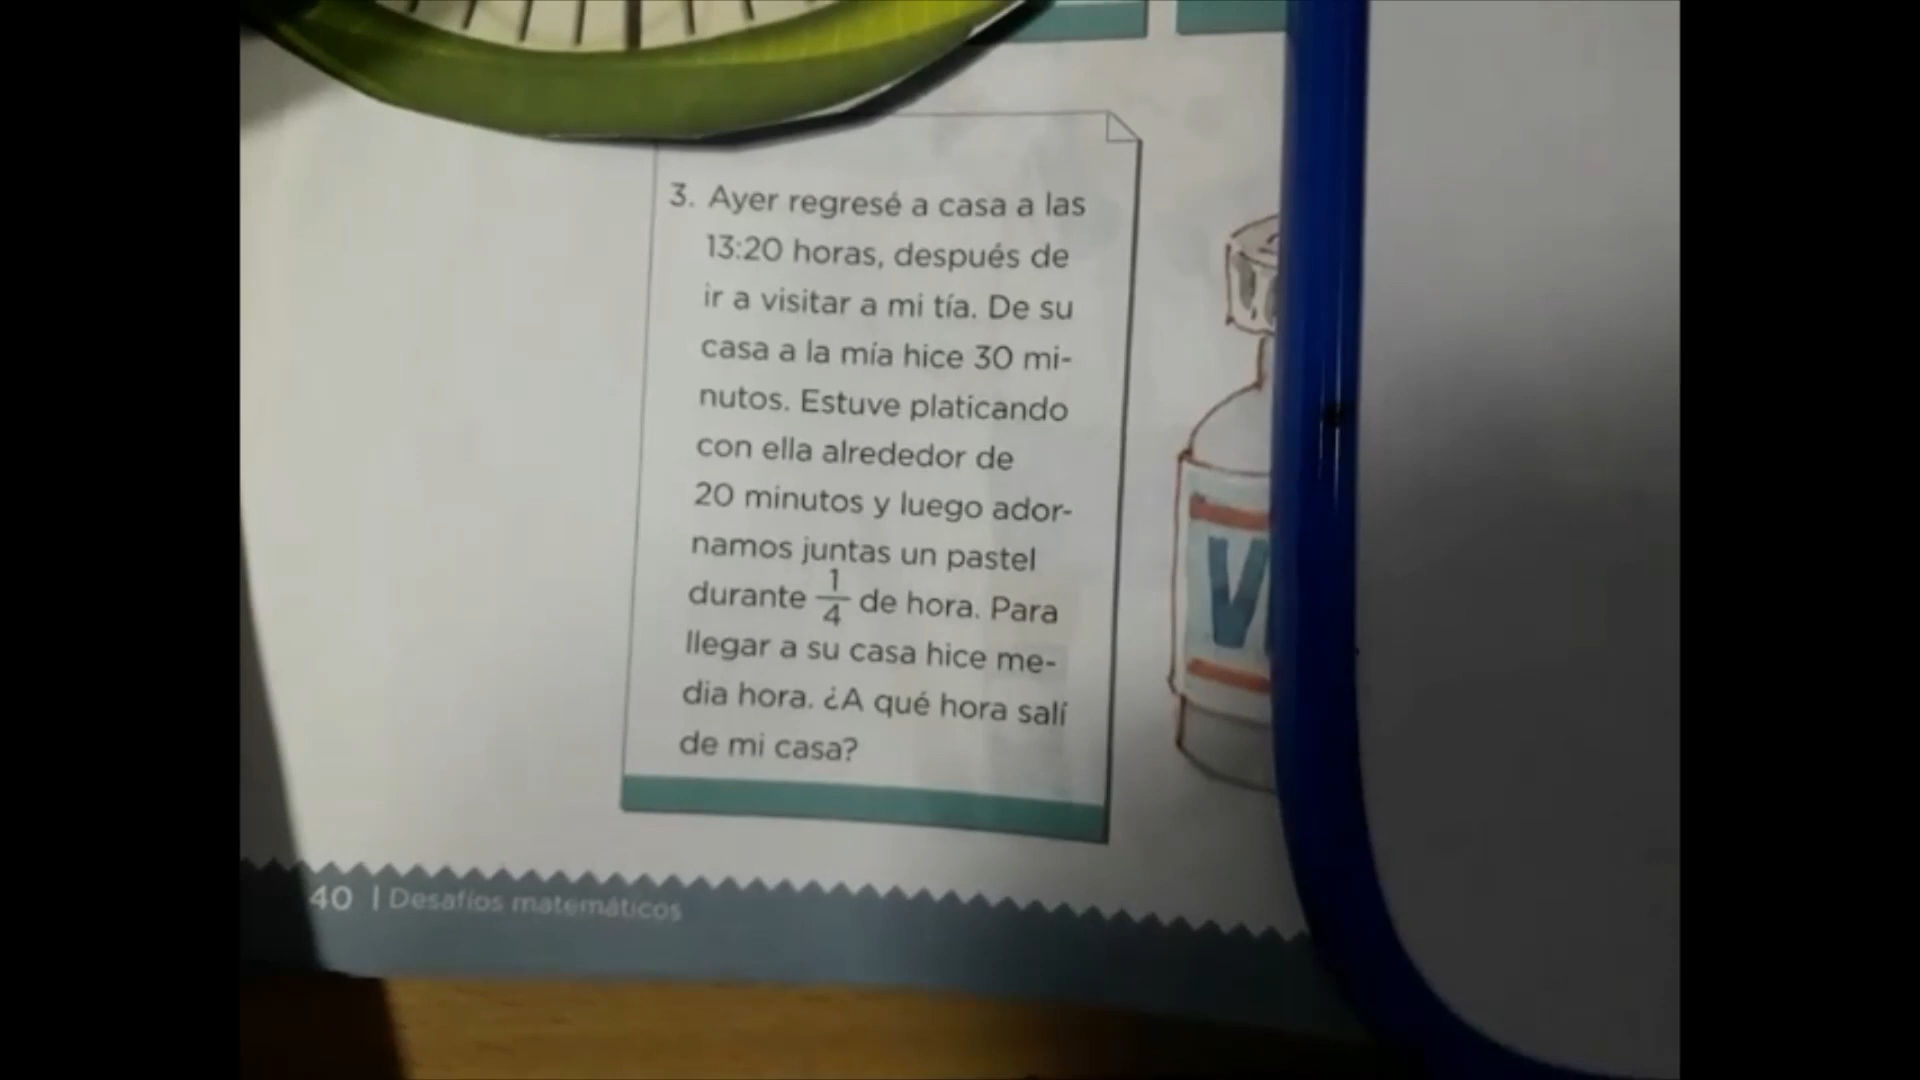 3. Ayer regresé a casa a las
13:20 horas, después de
ir a visitar a mi tía. De su
casa a la mía hice 30 mi-
nutos. Estuve platicando
con ella alrededor de
20 minutos y luego ador-
namos juntas un pastel
durante 1/4 de hora. Para
llegar a su casa hice me-
dia hora. ¿A qué hora salí
de mi casa?
V
40 | Desafíos matemáticos